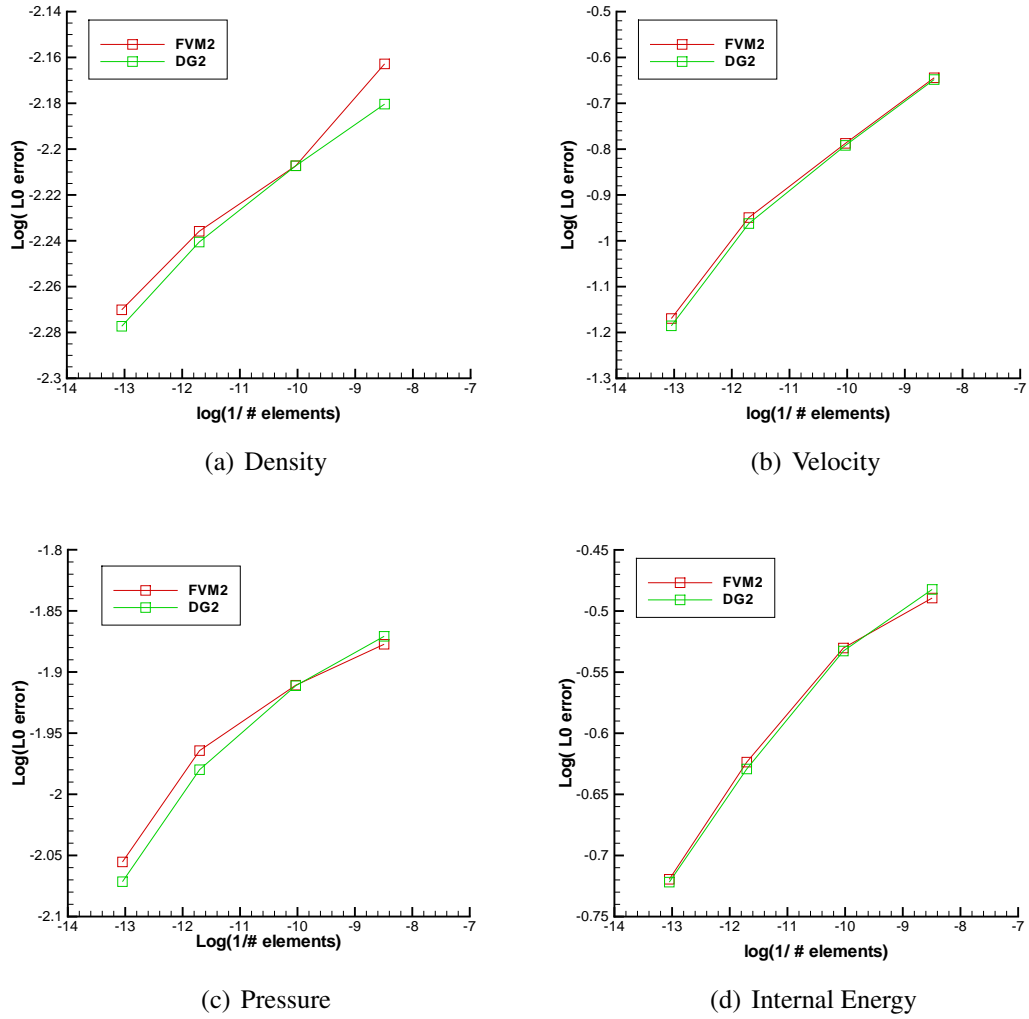 -2.14
-2.16
-2.18
-2.2
-2.22
-2.24
-2.26
-2.28
-2.3
Log( L0 error)
FVM2
DG2
-14 -13 -12 -11 -10 -9 -8 -7
log(1/ # elements)
(a) Density
-0.5
-0.6
-0.7
-0.8
-0.9
-1
-1.1
-1.2
-1.3
Log( L0 error)
FVM2
DG2
-14 -13 -12 -11 -10 -9 -8 -7
log(1/ # elements)
(b) Velocity
-1.8
-1.85
-1.9
-1.95
-2
-2.05
-2.1
Log(L0 error)
FVM2
DG2
-14 -13 -12 -11 -10 -9 -8 -7
Log(1/# elements)
(c) Pressure
-0.45
-0.5
-0.55
-0.6
-0.65
-0.7
-0.75
Log( L0 error)
FVM2
DG2
-14 -13 -12 -11 -10 -9 -8 -7
log(1/ # elements)
(d) Internal Energy